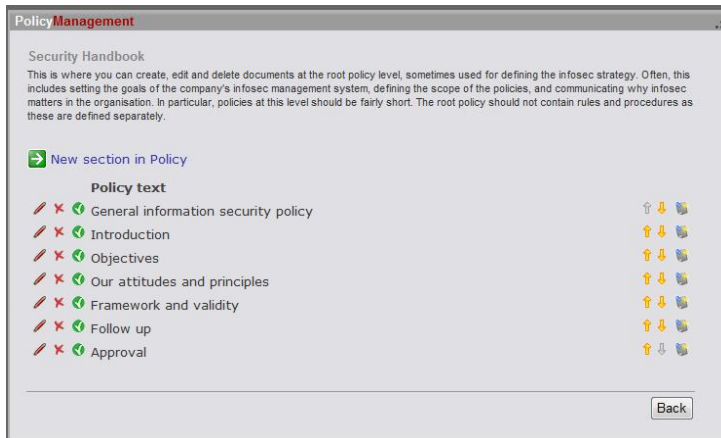 PolicyManagement
Security Handbook
This is where you can create, edit and delete documents at the root policy level, sometimes used for defining the infosec strategy. Often, this
includes setting the goals of the company's infosec management system, defining the scope of the policies, and communicating why infosec
matters in the organisation. In particular, policies at this level should be fairly short. The root policy should not contain rules and procedures as
these are defined separately.
New section in Policy
Policy text
General information security policy
Introduction
Objectives
Our attitudes and principles
Framework and validity
Follow up
Approval
Back